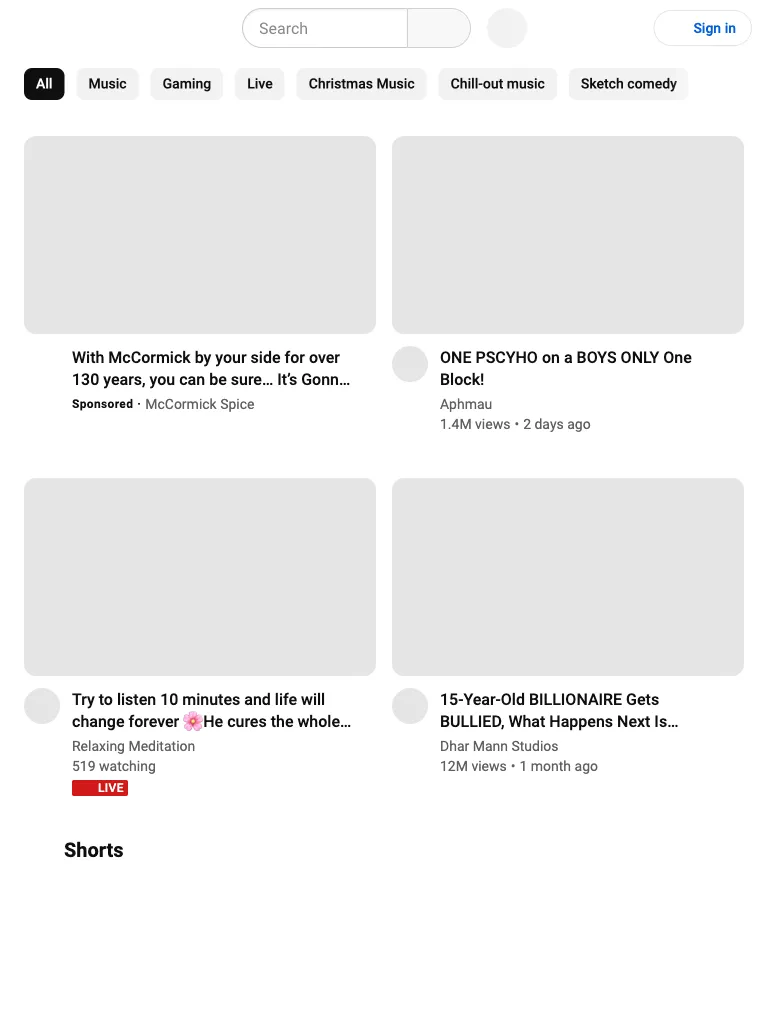 Search
Sign in
All
Music
Gaming
Live
Christmas Music
Chill-out music
Sketch comedy
With McCormick by your side for over
130 years, you can be sure... It's Gonn...
Sponsored · McCormick Spice
ONE PSCYHO on a BOYS ONLY One
Block!
Aphmau
1.4M views • 2 days ago
Try to listen 10 minutes and life will
change forever 🌸He cures the whole...
Relaxing Meditation
519 watching
LIVE
15-Year-Old BILLIONAIRE Gets
BULLIED, What Happens Next Is...
Dhar Mann Studios
12M views • 1 month ago
Shorts